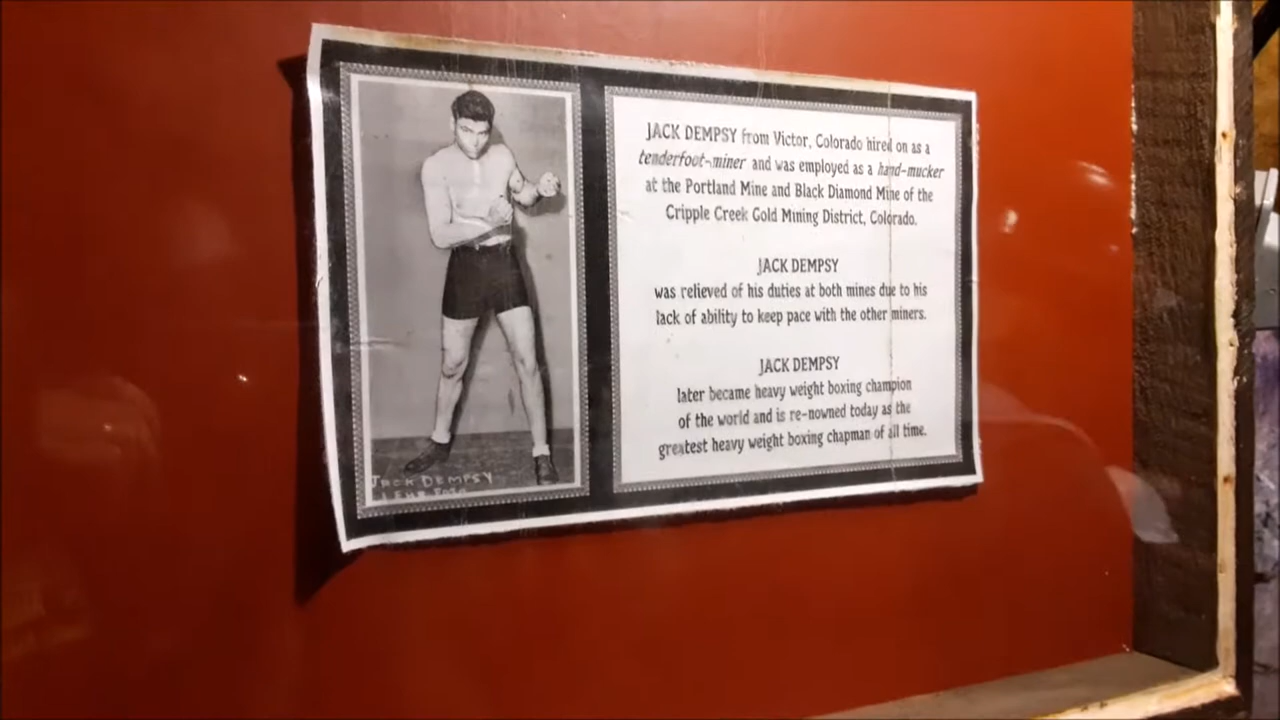 JACK DEMPSY from Victor, Colorado hired on as a
tenderfoot-miner and was employed as a hand-mucker
at the Portland Mine and Black Diamond Mine of the
Cripple Creek Gold Mining District, Colorado.
JACK DEMPSY
was relieved of his duties at both mines due to his
lack of ability to keep pace with the other miners.
JACK DEMPSY
later became heavy weight boxing champion
of the world and is re-nowned today as the
greatest heavy weight boxing chapman of all time.
JACK DEMPSY